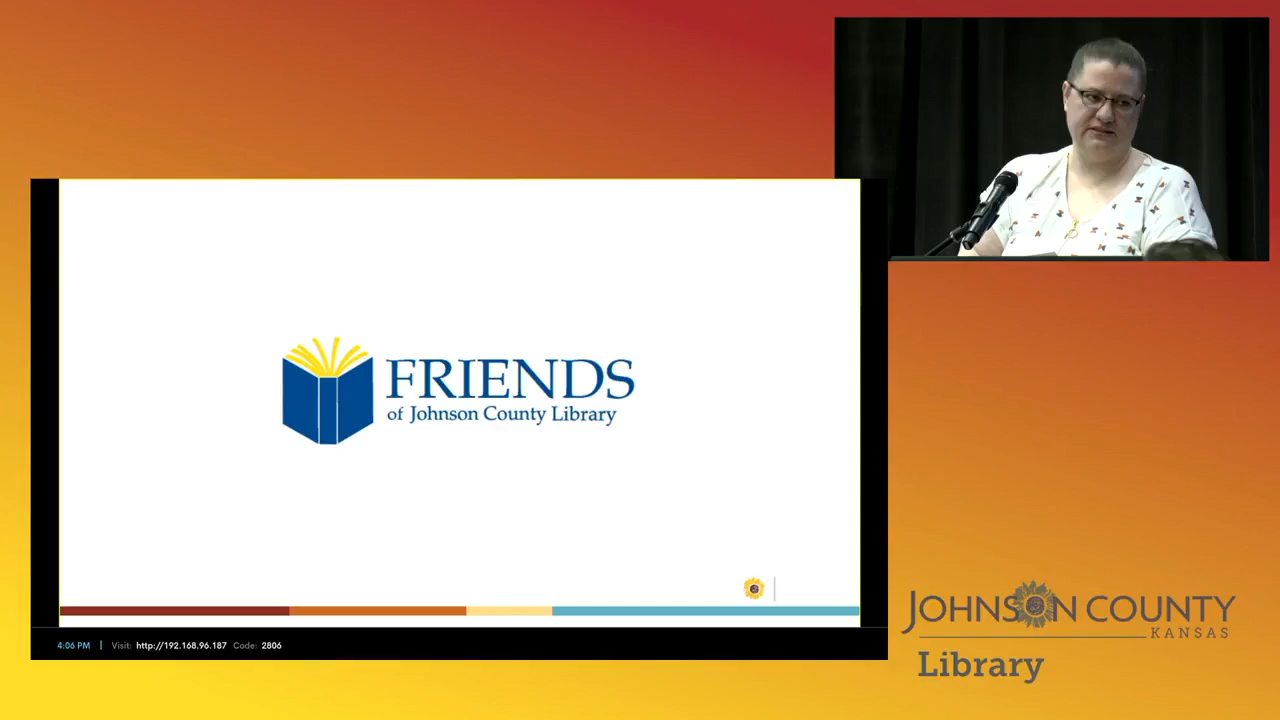 FRIENDS
of Johnson County Library
4:06 PM | Visit: http://192.168.96.187 Code: 2806
JOHNSON COUNTY
KANSAS
Library